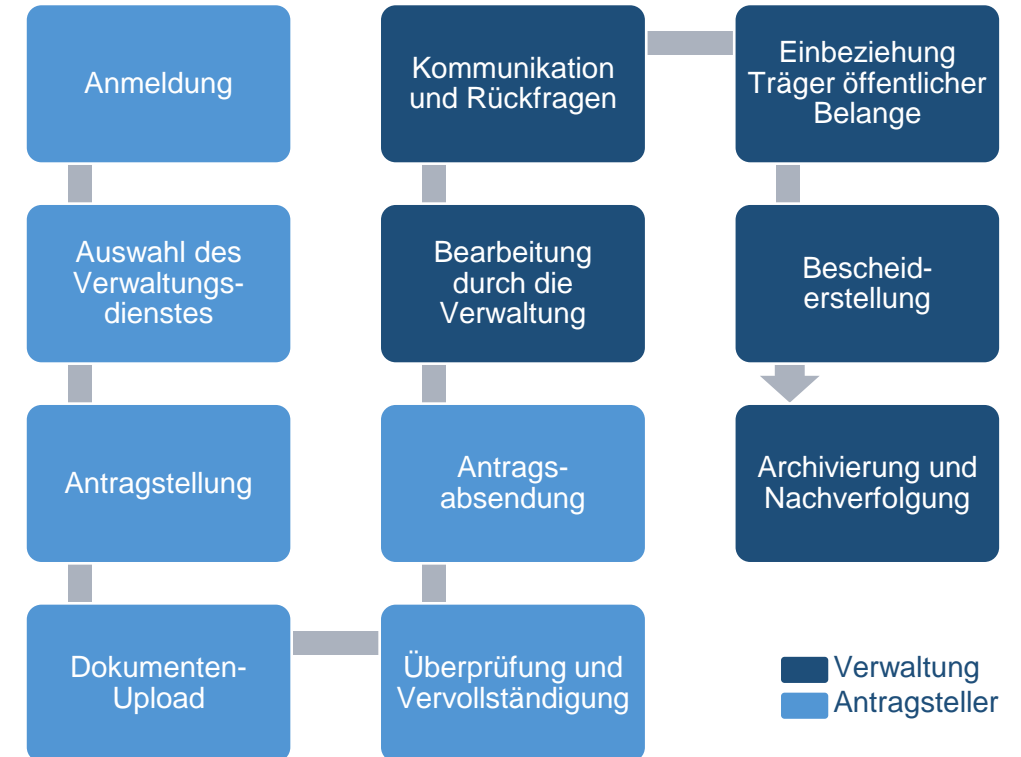 Anmeldung
Auswahl des
Verwaltungs-
dienstes
Antragstellung
Dokumenten-
Upload
Überprüfung und
Vervollständigung
Antrags-
absendung
Bearbeitung
durch die
Verwaltung
Kommunikation
und Rückfragen
Einbeziehung
Träger öffentlicher
Belange
Bescheid-
erstellung
Archivierung und
Nachverfolgung
Verwaltung
Antragsteller